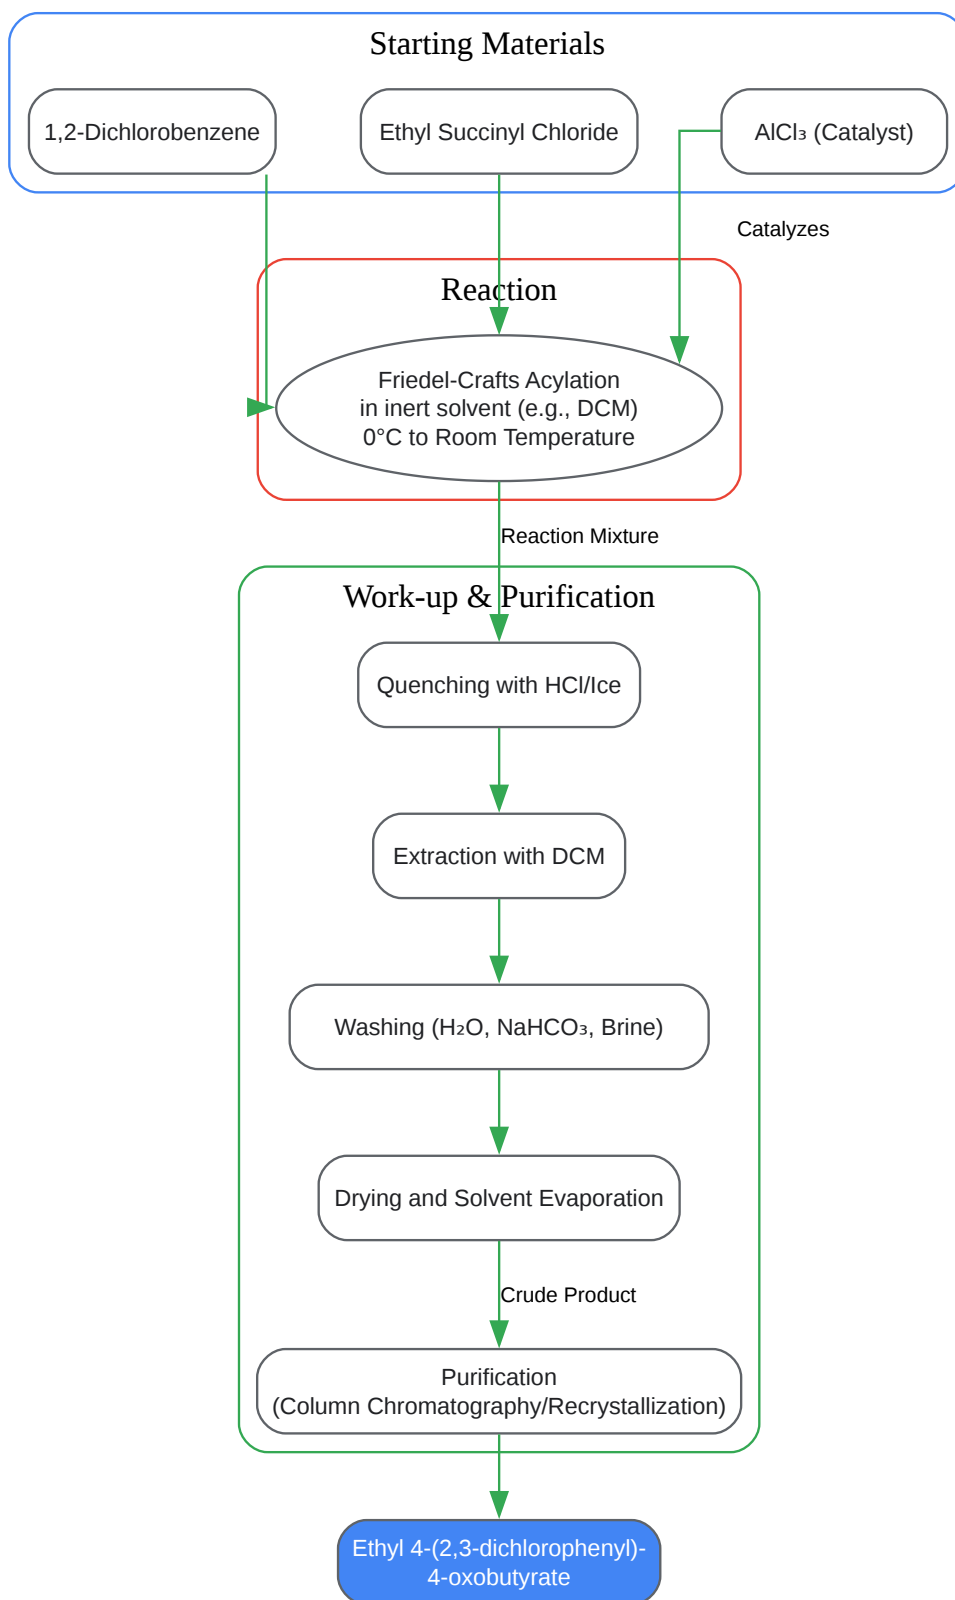 Starting Materials
1,2-Dichlorobenzene
Ethyl Succinyl Chloride
AlCl₃ (Catalyst)
Catalyzes
Reaction
Friedel-Crafts Acylation
in inert solvent (e.g., DCM)
0°C to Room Temperature
Reaction Mixture
Work-up & Purification
Quenching with HCl/Ice
Extraction with DCM
Washing (H₂O, NaHCO₃, Brine)
Drying and Solvent Evaporation
Crude Product
Purification
(Column Chromatography/Recrystallization)
Ethyl 4-(2,3-dichlorophenyl)-
4-oxobutyrate